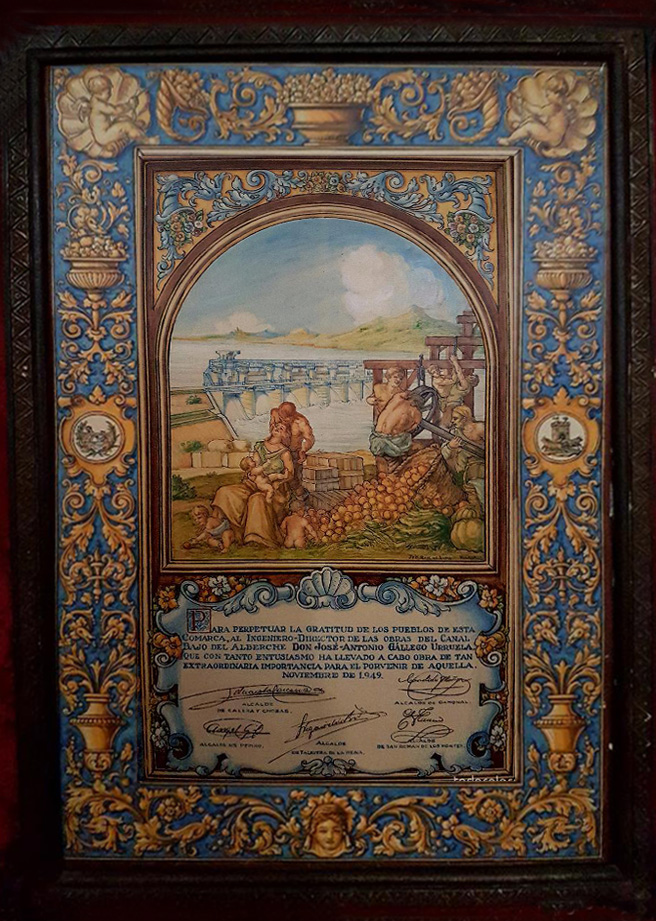 PARA PERPETUAR LA GRATITUD DE LOS PUEBLOS DE ESTA
COMARCA, AL INGENIERO-DIRECTOR DE LAS OBRAS DEL CANAL
BAJO DEL ALBERCHE DON JOSÉ-ANTONIO GÁLLEGO URRUELA,
QUE CON TANTO ENTUSIASMO HA LLEVADO A CABO OBRA DE TAN
EXTRAORDINARIA IMPORTANCIA PARA EL PORVENIR DE AQUELLA.
NOVIEMBRE DE 1.949.
ALCALDE
DE CALERA Y CHOZAS.
ALCALDE DE GAMONAL
ALCALDE DE PEPINO.
ALCALDE
DE TALAVERA DE LA REINA.
ALCALDE
DE SAN ROMAN DE LOS MONTES.